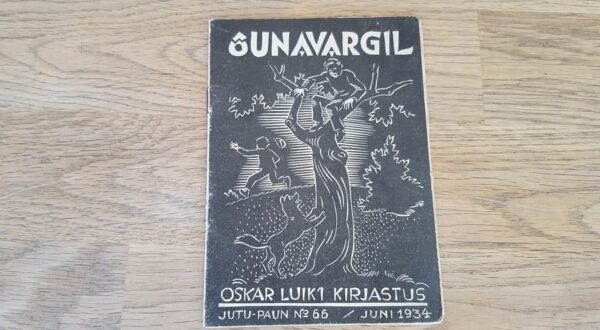 ÕUNAVARGIL
OSKAR LUIKI KIRJASTUS
JUTU-PAUN No 66 / JUNI 1934